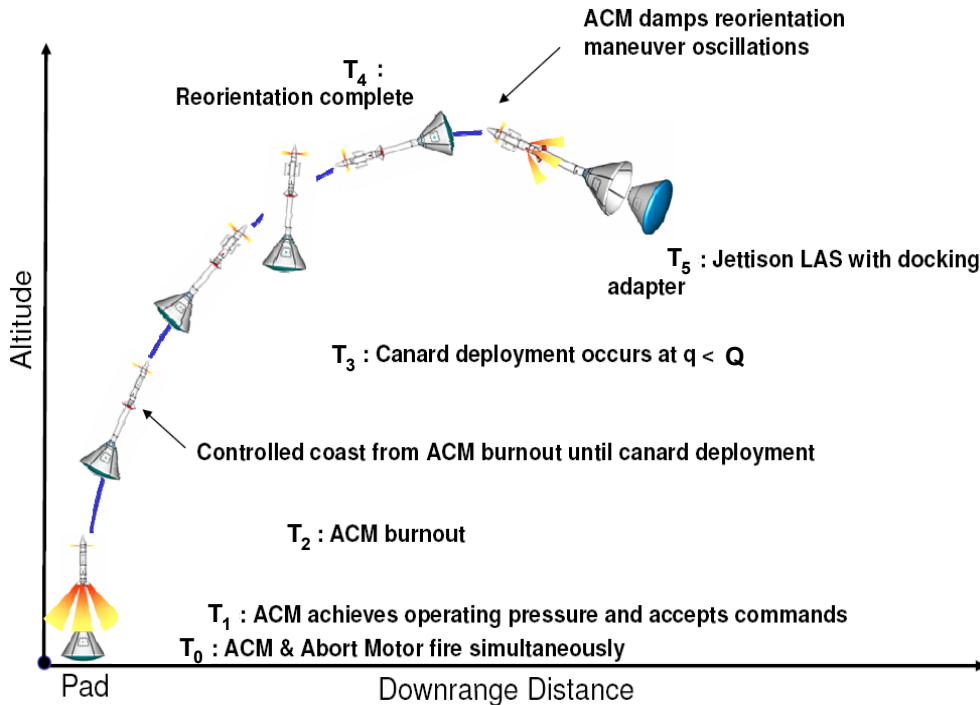 ACM damps reorientation
maneuver oscillations
T4 :
Reorientation complete
T5 : Jettison LAS with docking
adapter
Altitude
T3 : Canard deployment occurs at q < Q
Controlled coast from ACM burnout until canard deployment
T2 : ACM burnout
T1 : ACM achieves operating pressure and accepts commands
T0 : ACM & Abort Motor fire simultaneously
Pad
Downrange Distance